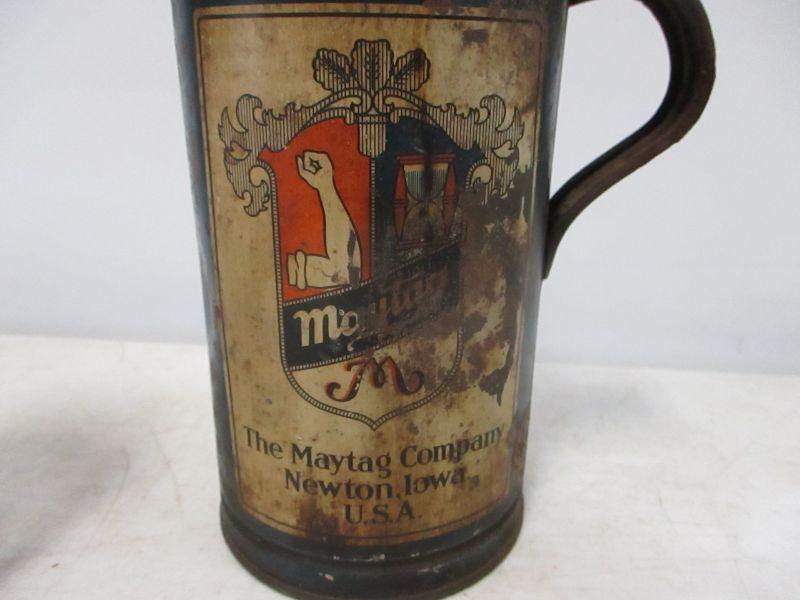 Maytag
M
The Maytag Company
Newton, Iowa
U.S.A.